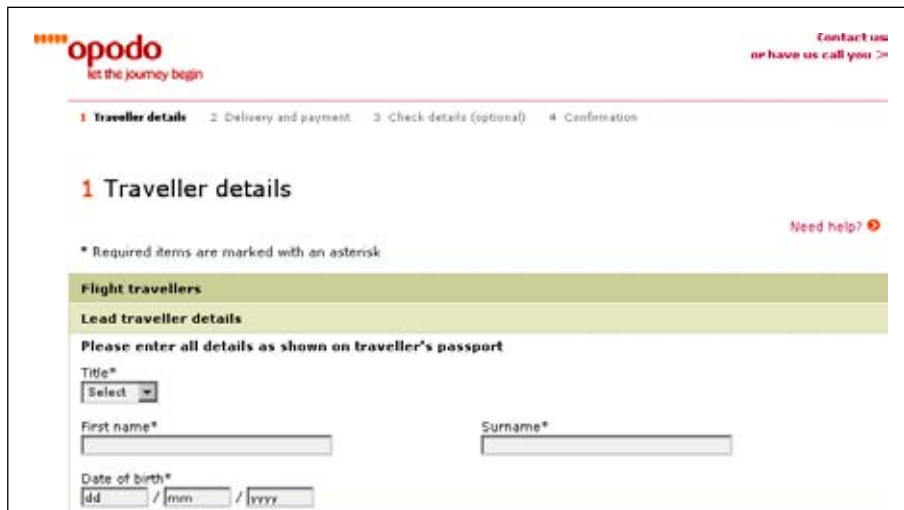 opodo
let the journey begin
Contact us
or have us call you >
1 Traveller details 2 Delivery and payment 3 Check details (optional) 4 Confirmation
1 Traveller details
Need help?
* Required items are marked with an asterisk
Flight travellers
Lead traveller details
Please enter all details as shown on traveller's passport
Title*
Select
First name* Surname*
Date of birth*
dd / mm / yyyy